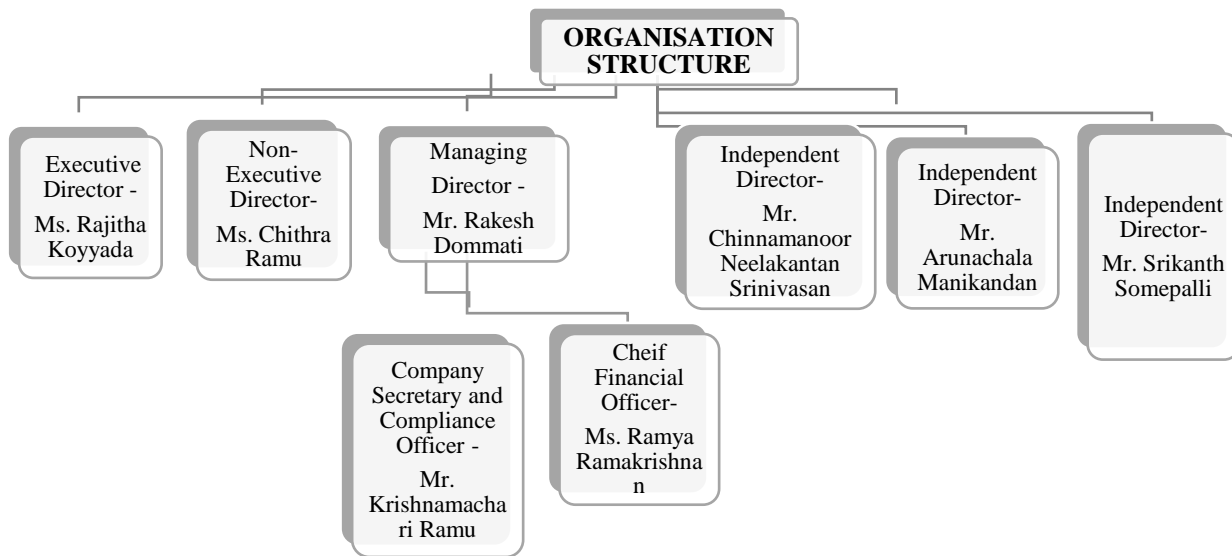 ORGANISATION
STRUCTURE
Executive
Director -
Ms. Rajitha
Koyyada
Non-
Executive
Director-
Ms. Chithra
Ramu
Managing
Director -
Mr. Rakesh
Dommati
Independent
Director-
Mr.
Chinnamanoor
Neelakantan
Srinivasan
Independent
Director-
Mr.
Arunachala
Manikandan
Independent
Director-
Mr. Srikanth
Somepalli
Company
Secretary and
Compliance
Officer -
Mr.
Krishnamacha
ri Ramu
Cheif
Financial
Officer-
Ms. Ramya
Ramakrishna
n